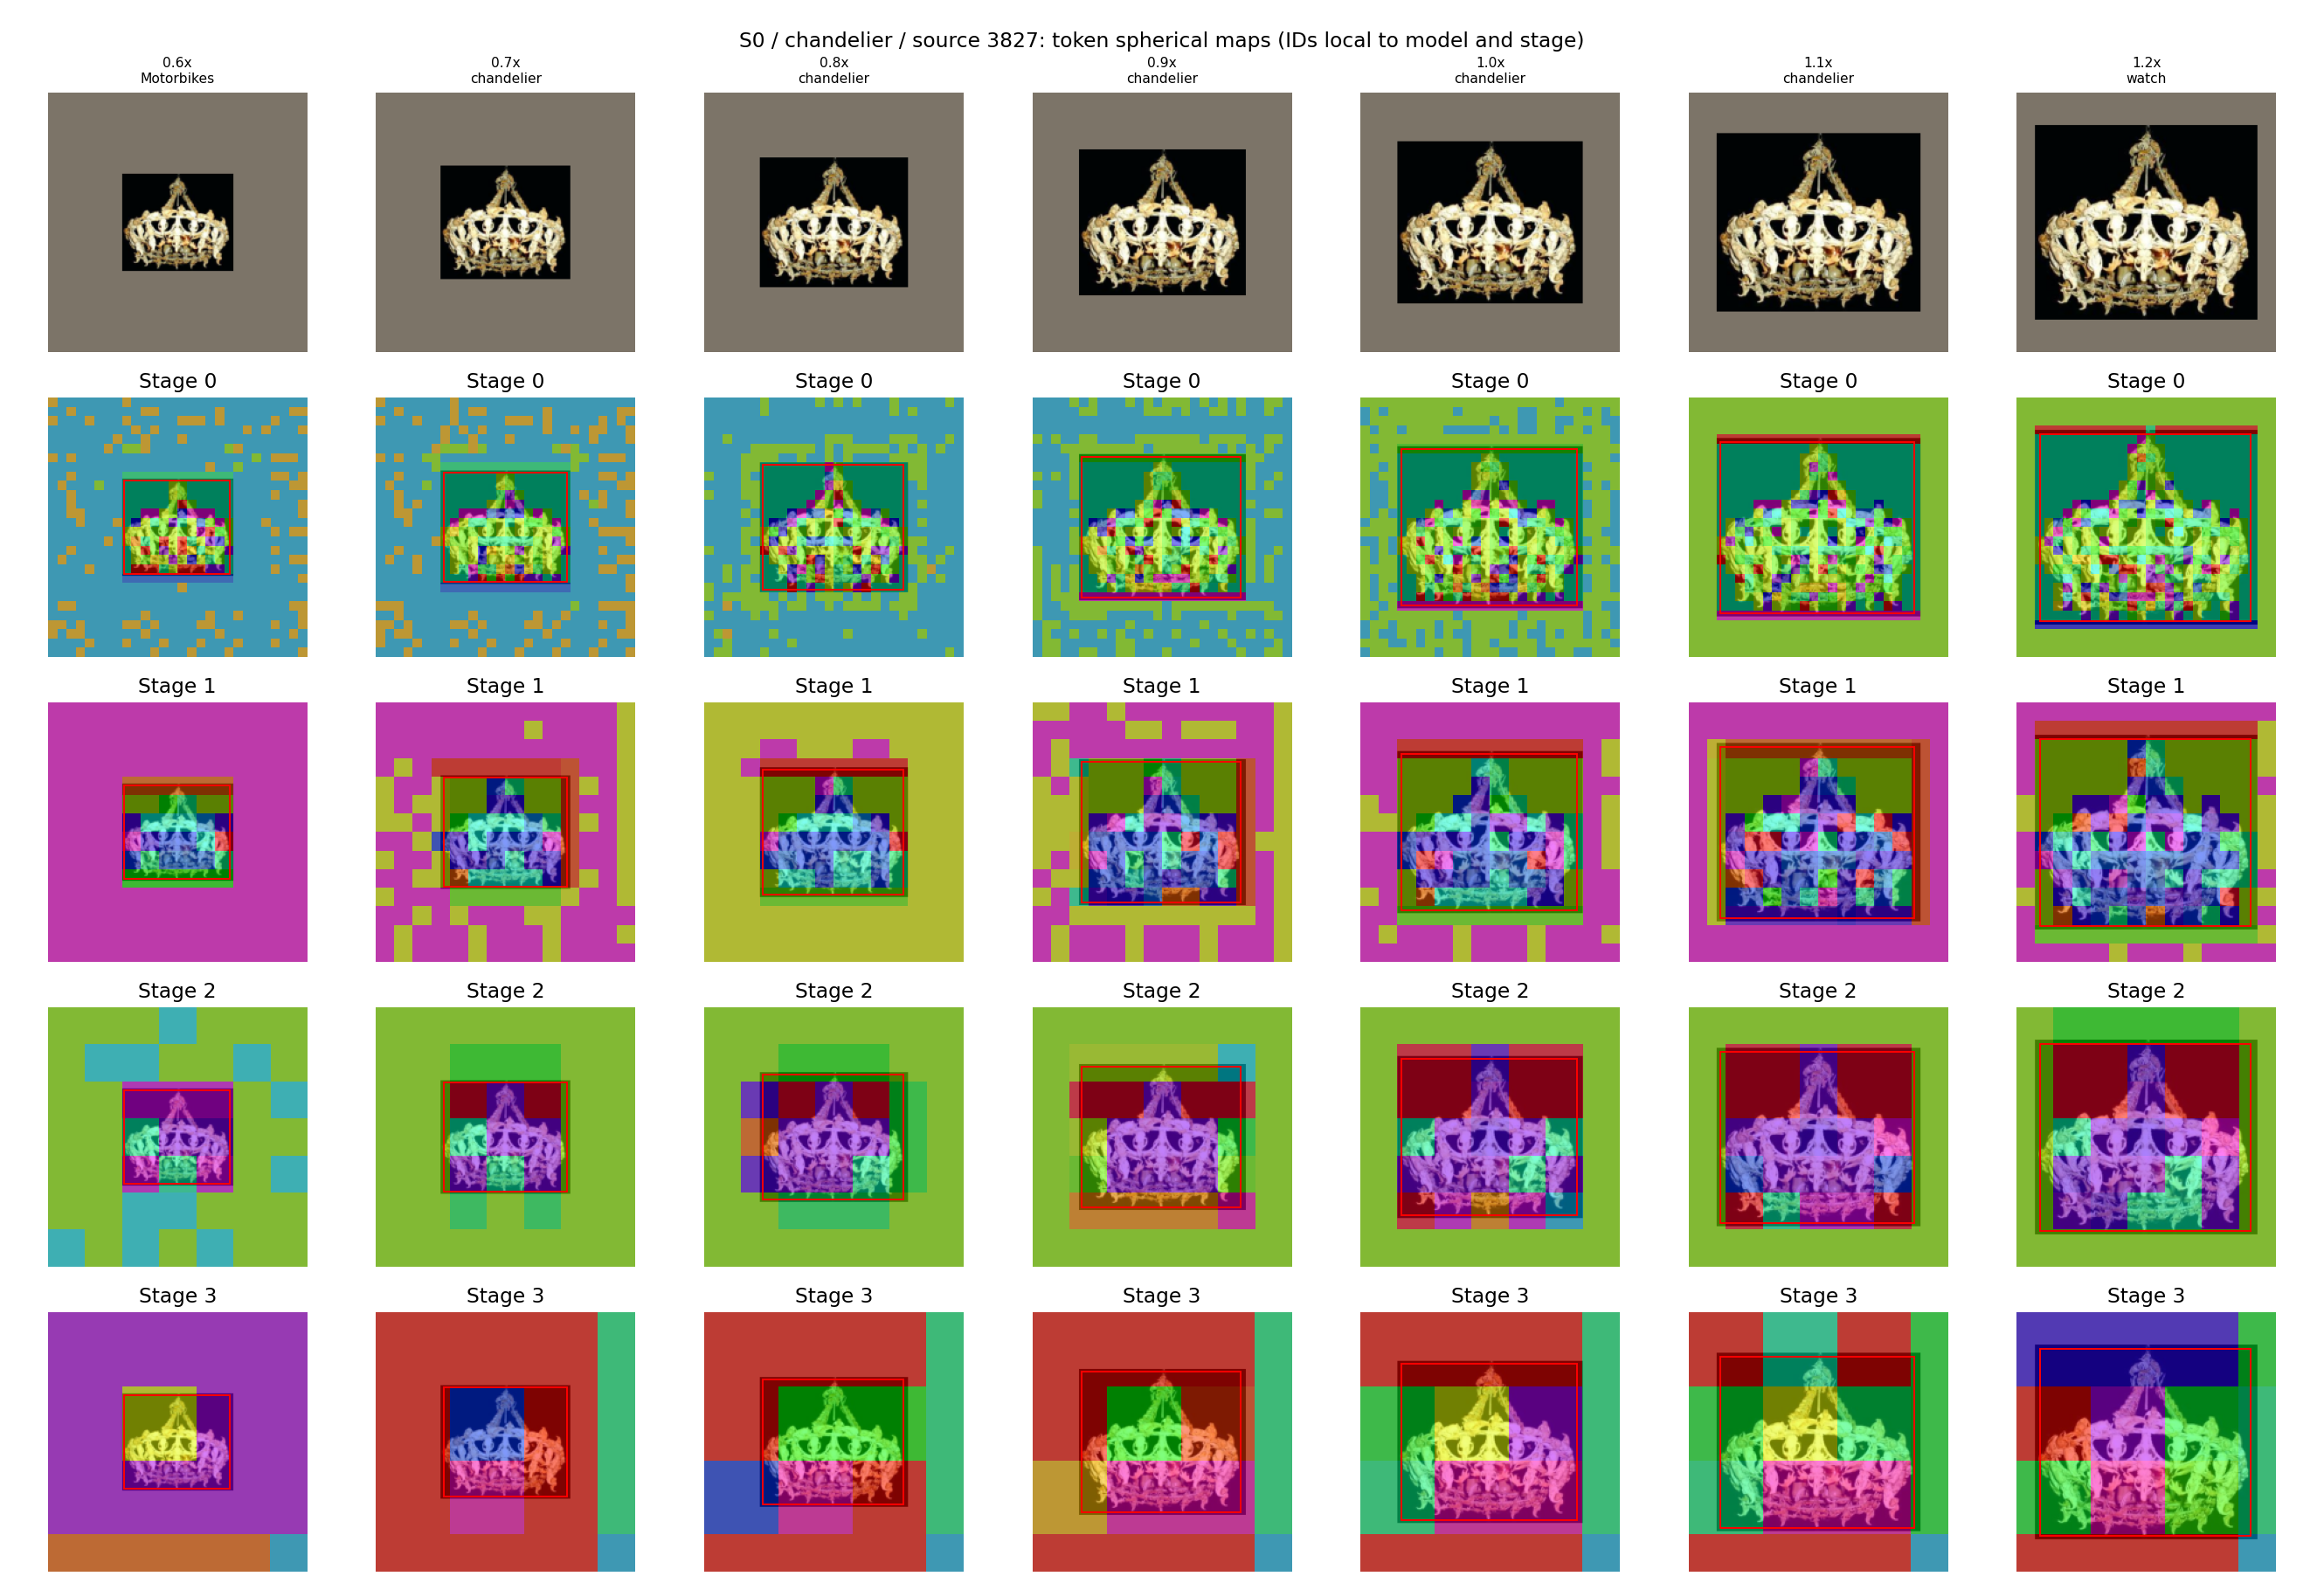 S0 / chandelier / source 3827: token spherical maps (IDs local to model and stage)
0.6x 0.7x 0.8x 0.9x 1.0x 1.1x 1.2x
Motorbikes chandelier chandelier chandelier chandelier chandelier watch
Stage 0 Stage 0 Stage 0 Stage 0 Stage 0 Stage 0 Stage 0
Stage 1 Stage 1 Stage 1 Stage 1 Stage 1 Stage 1 Stage 1
Stage 2 Stage 2 Stage 2 Stage 2 Stage 2 Stage 2 Stage 2
Stage 3 Stage 3 Stage 3 Stage 3 Stage 3 Stage 3 Stage 3